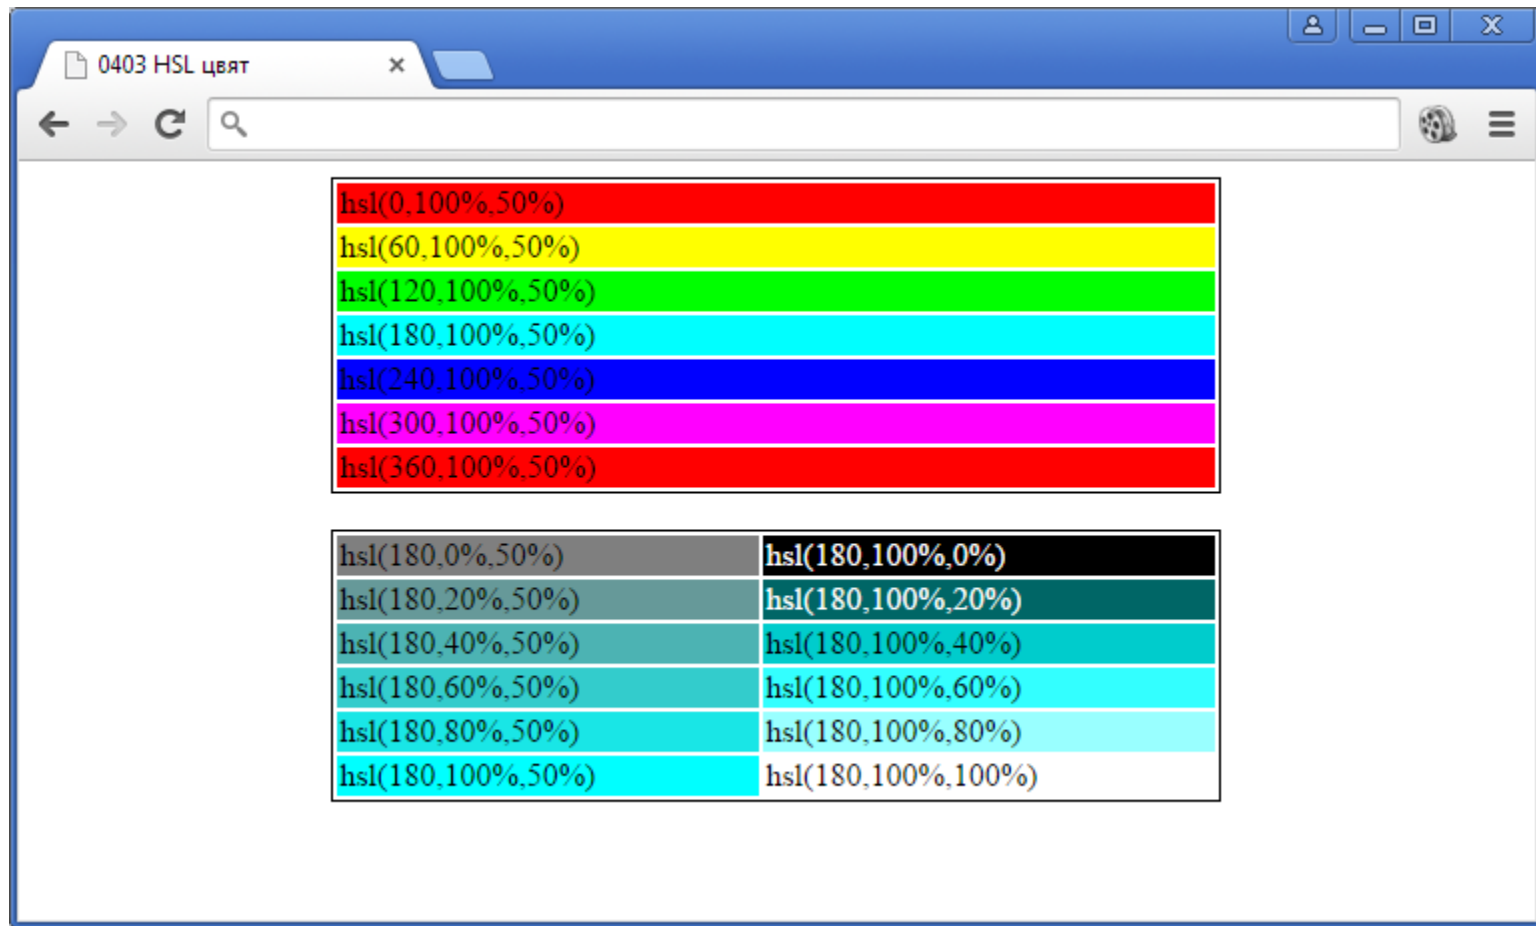 0403 HSL цвят
hsl(0,100%,50%)
hsl(60,100%,50%)
hsl(120,100%,50%)
hsl(180,100%,50%)
hsl(240,100%,50%)
hsl(300,100%,50%)
hsl(360,100%,50%)
hsl(180,0%,50%) hsl(180,100%,0%)
hsl(180,20%,50%) hsl(180,100%,20%)
hsl(180,40%,50%) hsl(180,100%,40%)
hsl(180,60%,50%) hsl(180,100%,60%)
hsl(180,80%,50%) hsl(180,100%,80%)
hsl(180,100%,50%) hsl(180,100%,100%)